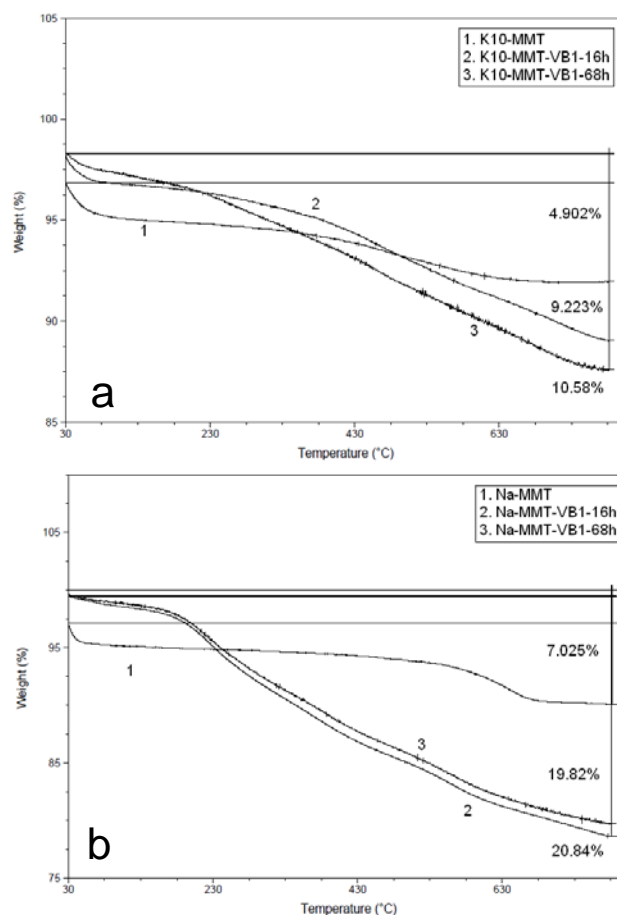 105
1. K10-MMT
2. K10-MMT-VB1-16h
3. K10-MMT-VB1-68h
100
Weight (%)
95
2
1
4.902%
90
9.223%
3
a
10.58%
85
30
230
430
630
Temperature (°C)
1. Na-MMT
2. Na-MMT-VB1-16h
3. Na-MMT-VB1-68h
105
Weight (%)
95
1
7.025%
3
19.82%
85
2
b
20.84%
75
30
230
430
630
Temperature (°C)